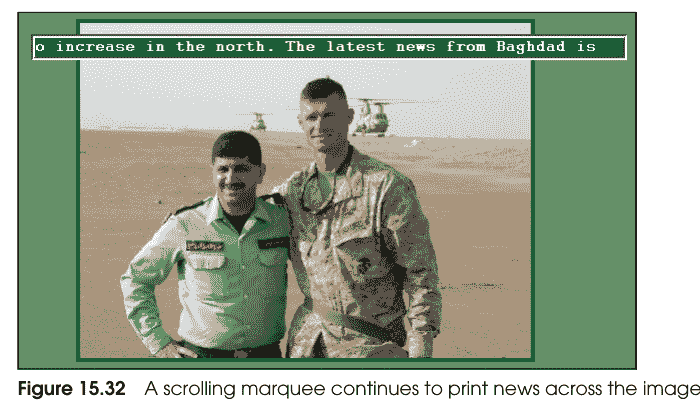 o increase in the north. The latest news from Baghdad is
Figure 15.32 A scrolling marquee continues to print news across the image